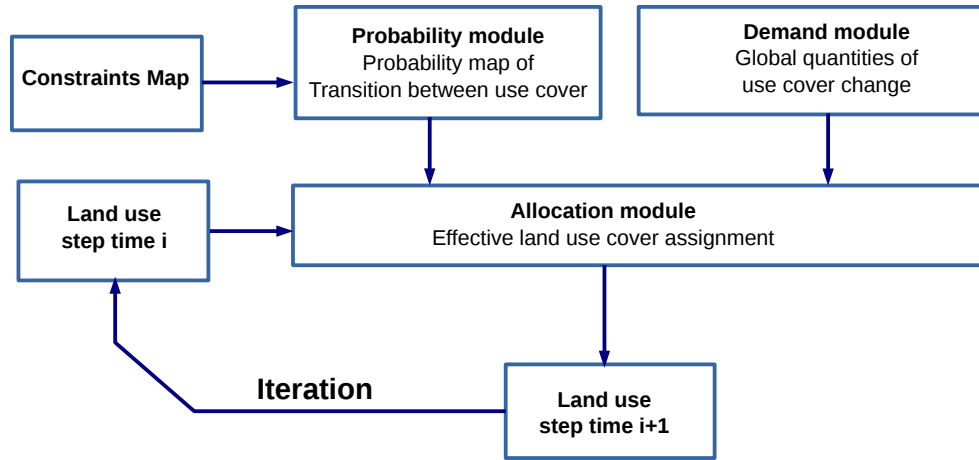 Constraints Map
Probability module
Probability map of
Transition between use cover
Demand module
Global quantities of
use cover change
Land use
step time i
Allocation module
Effective land use cover assignment
Iteration
Land use
step time i+1